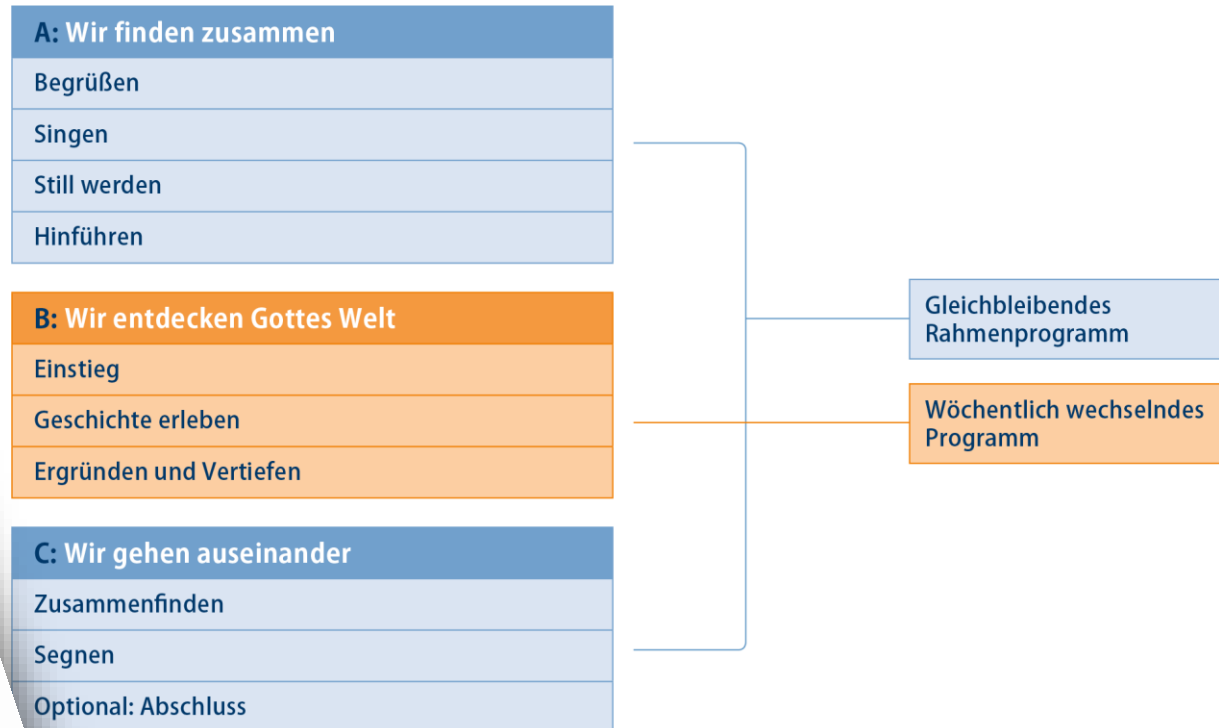 A: Wir finden zusammen
Begrüßen
Singen
Still werden
Hinführen
B: Wir entdecken Gottes Welt
Einstieg
Geschichte erleben
Ergründen und Vertiefen
C: Wir gehen auseinander
Zusammenfinden
Segnen
Optional: Abschluss
Gleichbleibendes
Rahmenprogramm
Wöchentlich wechselndes
Programm